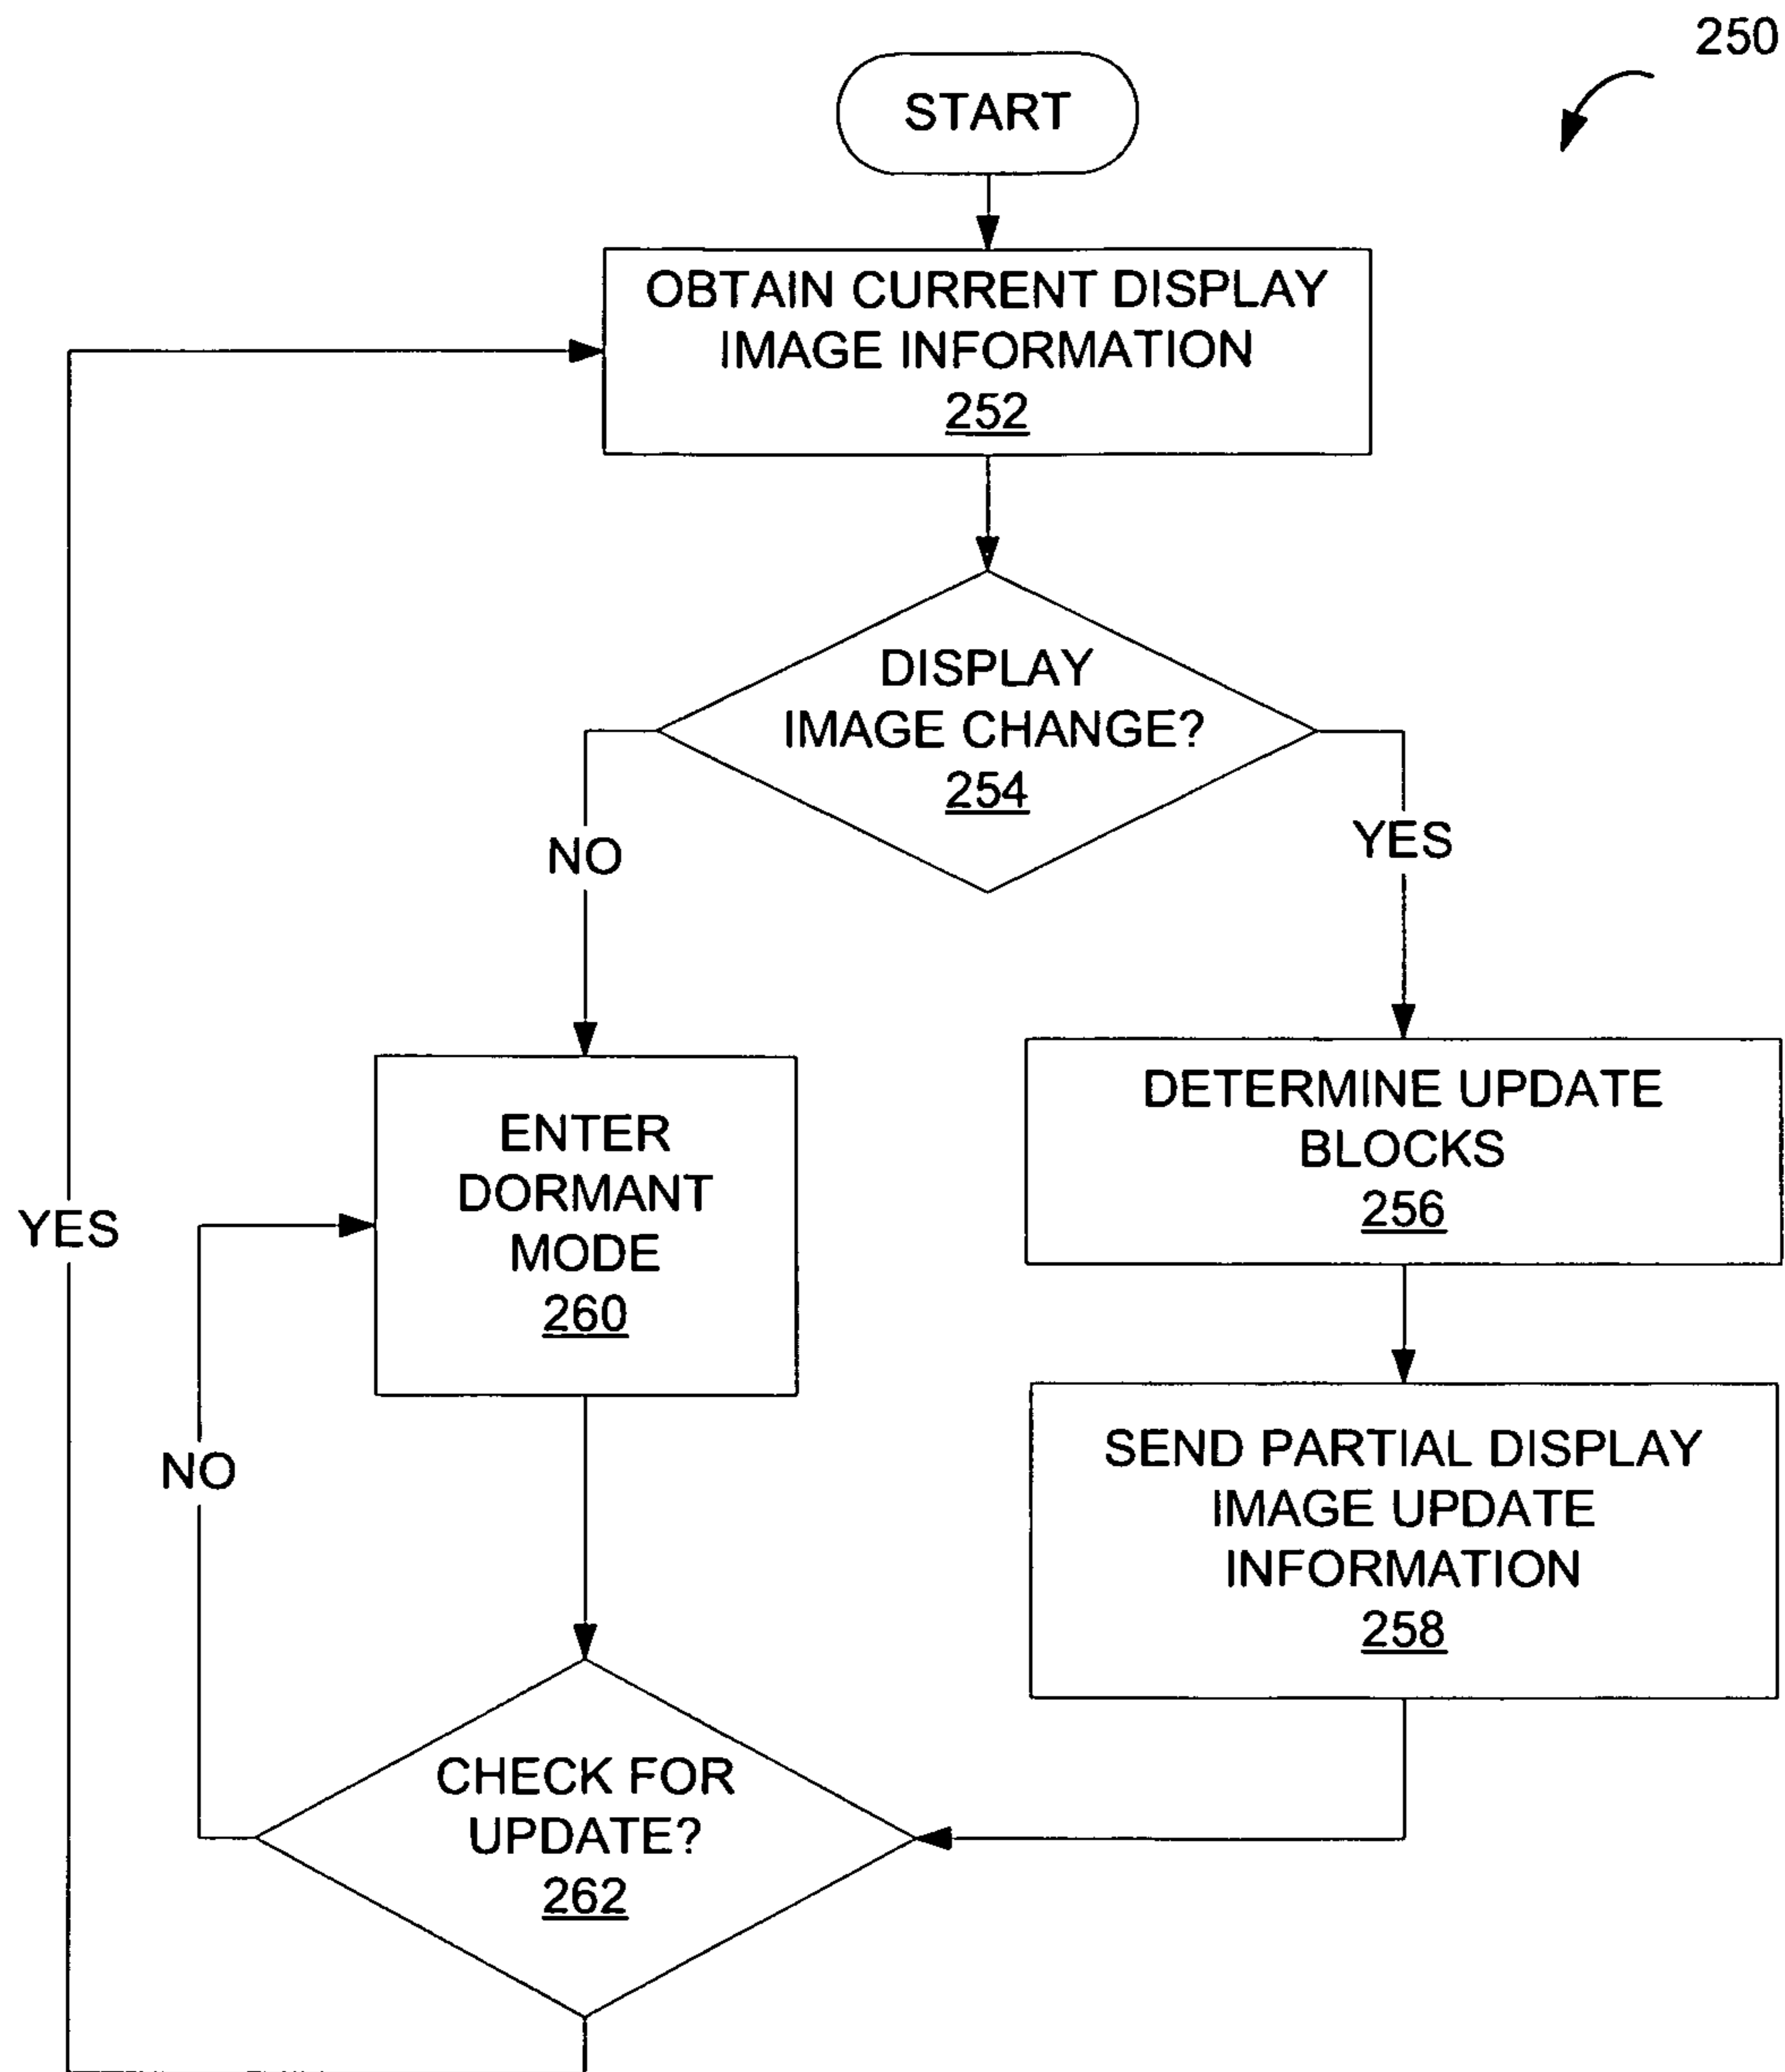 250
START
OBTAIN CURRENT DISPLAY
IMAGE INFORMATION
252
DISPLAY
IMAGE CHANGE?
254
NO
YES
DETERMINE UPDATE
BLOCKS
256
ENTER
DORMANT
MODE
260
YES
NO
SEND PARTIAL DISPLAY
IMAGE UPDATE
INFORMATION
258
CHECK FOR
UPDATE?
262